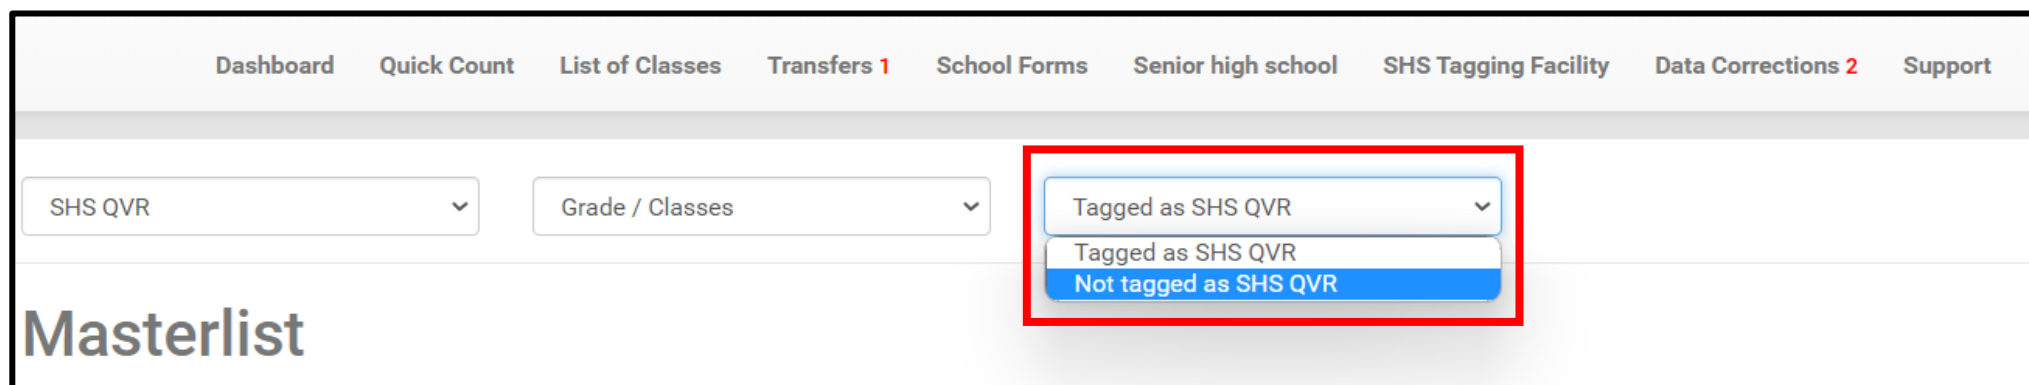 Dashboard Quick Count List of Classes Transfers 1 School Forms Senior high school SHS Tagging Facility Data Corrections 2 Support
SHS QVR Grade / Classes Tagged as SHS QVR
Tagged as SHS QVR
Not tagged as SHS QVR
Masterlist